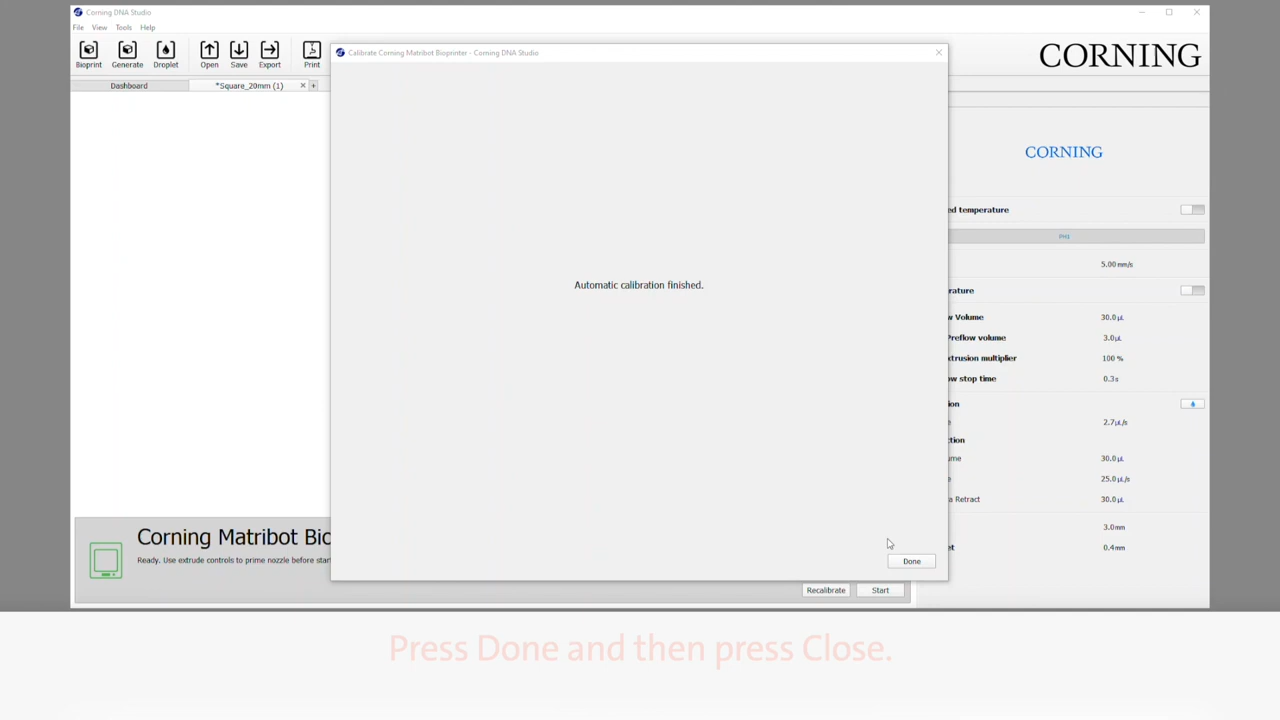 Corning DNA Studio
File View Tools Help
Bioprint Generate Droplet Open Save Export Print
CORNING
Dashboard *Square_20mm (1) +
Calibrate Corning Matribot Bioprinter - Corning DNA Studio
Automatic calibration finished.
Done
CORNING
ed temperature
PH1
5.00 mm/s
rature
w Volume 30.0 µL
Preflow volume 3.0 µL
xtrusion multiplier 100 %
ow stop time 0.3 s
ion
e 2.7 µL/s
tion
ume 30.0 µL
e 25.0 µL/s
a Retract 30.0 µL
3.0 mm
et 0.4 mm
Corning Matribot Bio
Ready. Use extrude controls to prime nozzle before star
Recalibrate Start
Press Done and then press Close.